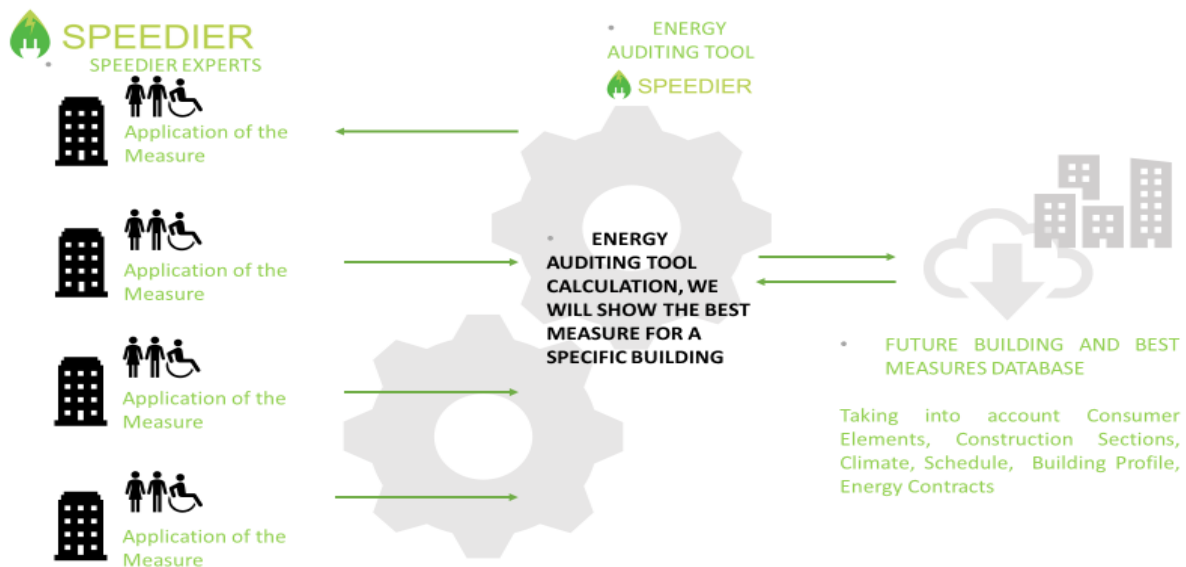 SPEEDIER
• SPEEDIER EXPERTS
Application of the
Measure
Application of the
Measure
Application of the
Measure
Application of the
Measure
• ENERGY
AUDITING TOOL
SPEEDIER
• ENERGY
AUDITING TOOL
CALCULATION, WE
WILL SHOW THE BEST
MEASURE FOR A
SPECIFIC BUILDING
• FUTURE BUILDING AND BEST
MEASURES DATABASE
Taking into account Consumer
Elements, Construction Sections,
Climate, Schedule, Building Profile,
Energy Contracts